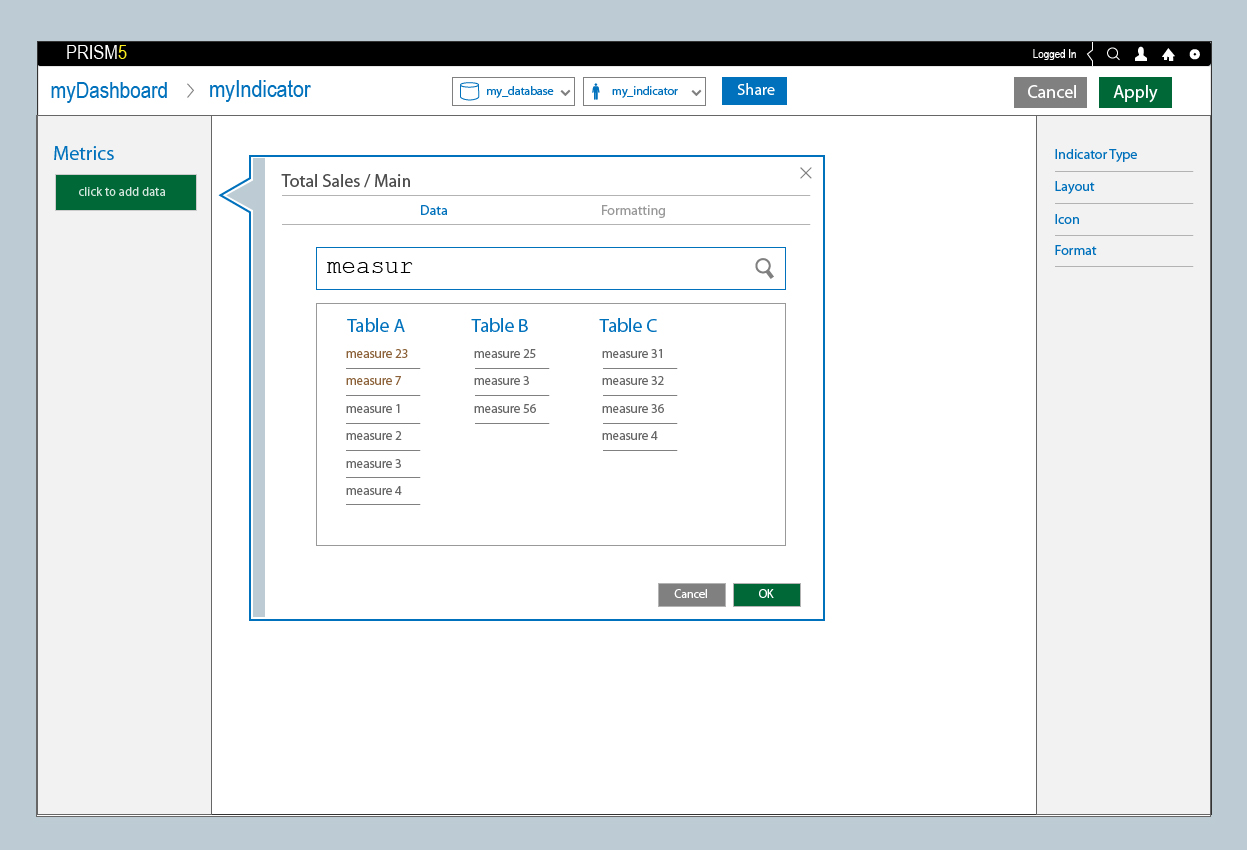 PRISM5
Logged In
myDashboard
myIndicator
my_database
my_indicator
Share
Cancel
Apply
Metrics
click to add data
Total Sales / Main
Data
Formatting
measur
Table A
measure 23
measure 7
measure 1
measure 2
measure 3
measure 4
Table B
measure 25
measure 3
measure 56
Table C
measure 31
measure 32
measure 36
measure 4
Cancel
OK
Indicator Type
Layout
Icon
Format